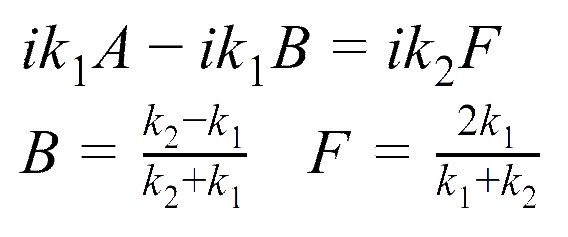 ik₁A − ik₁B = ik₂F
B = (k₂−k₁)/(k₂+k₁) F = 2k₁/(k₁+k₂)